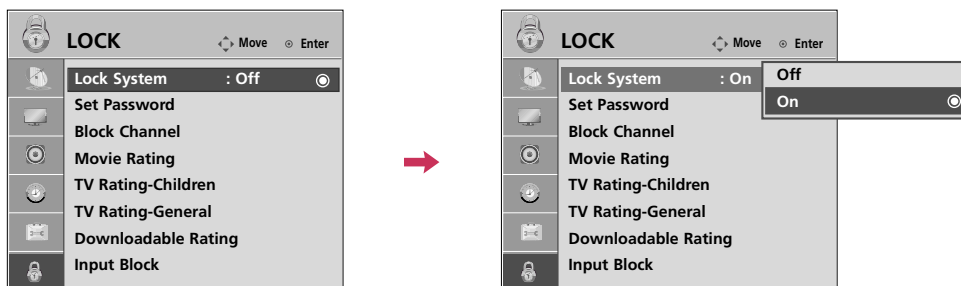 LOCK
Move
Enter
Lock System : Off
Set Password
Block Channel
Movie Rating
TV Rating-Children
TV Rating-General
Downloadable Rating
Input Block
LOCK
Move
Enter
Lock System : On
Off
On
Set Password
Block Channel
Movie Rating
TV Rating-Children
TV Rating-General
Downloadable Rating
Input Block